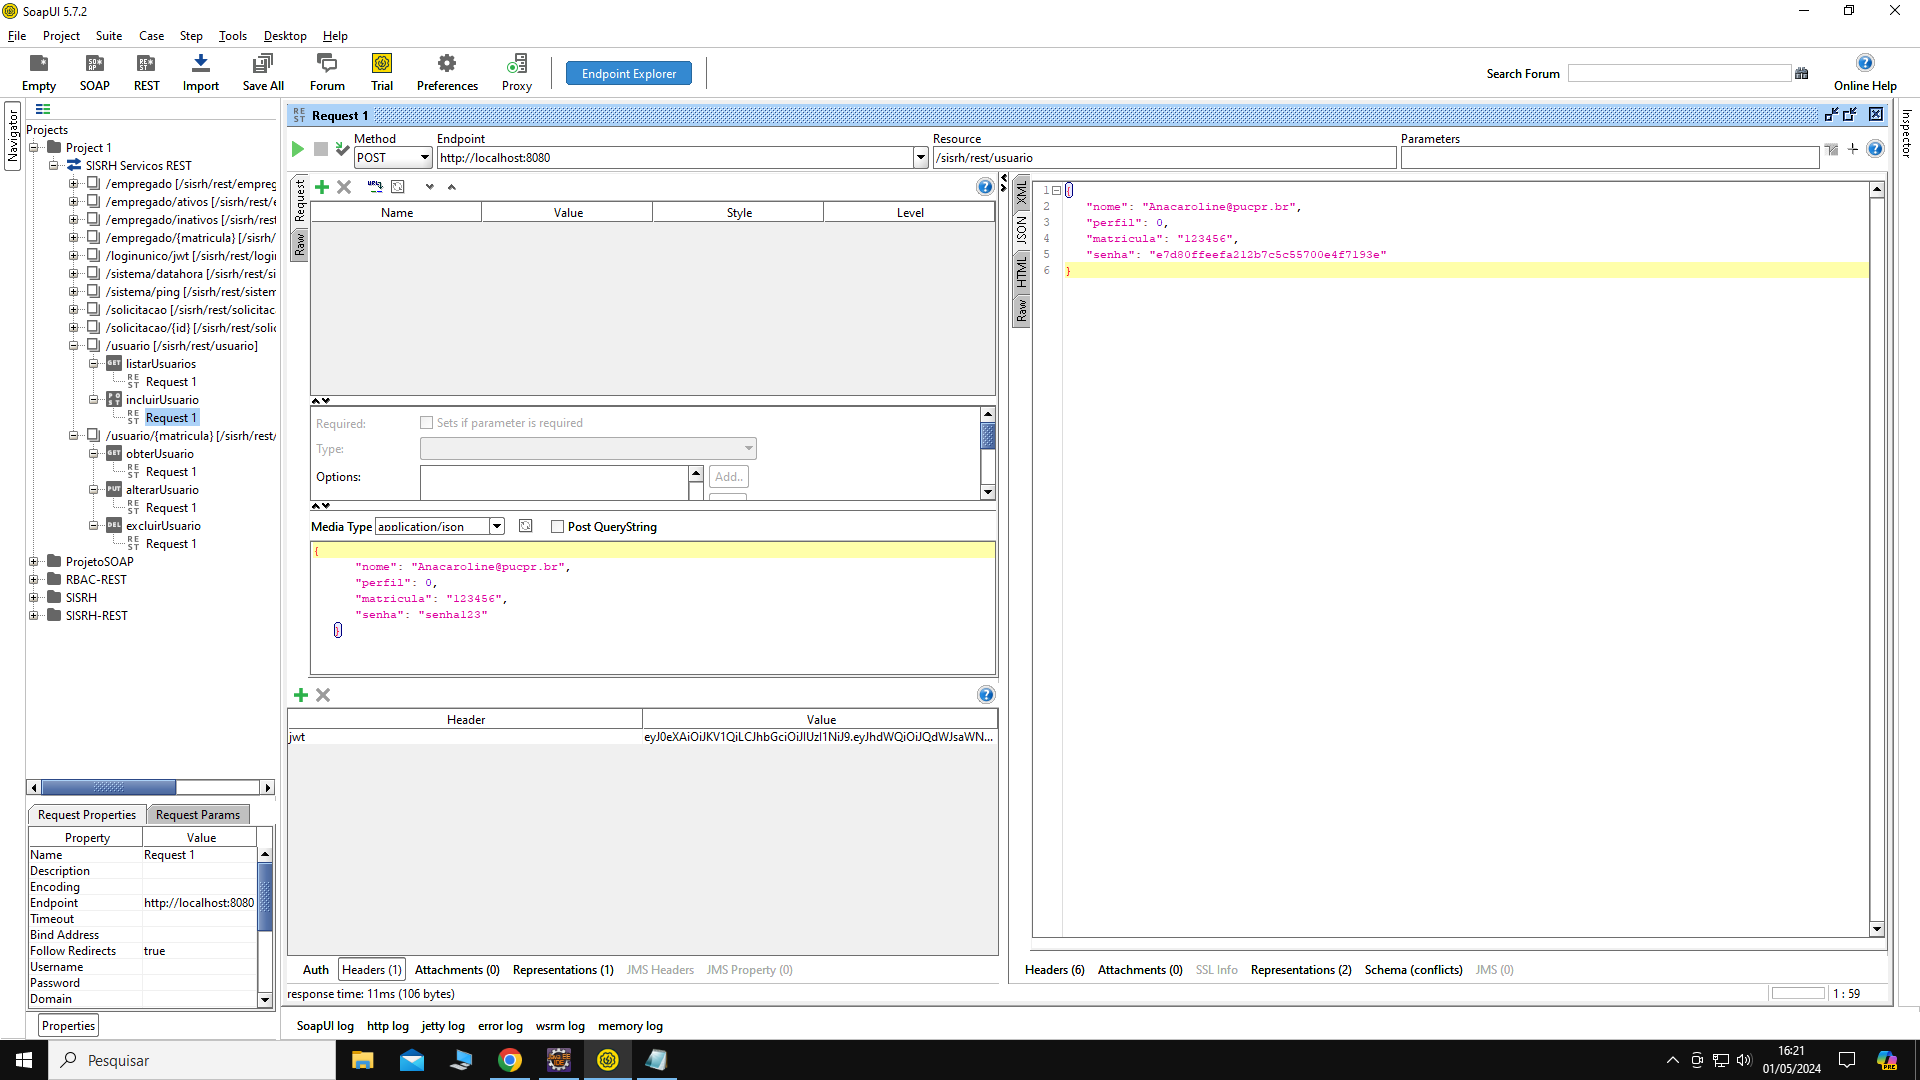 SoapUI 5.7.2
File Project Suite Case Step Tools Desktop Help
Empty SOAP REST Import Save All Forum Trial Preferences Proxy Endpoint Explorer Search Forum Online Help
Navigator
Projects
Project 1
SISRH Servicos REST
/empregado [/sisrh/rest/empreg
/empregado/ativos [/sisrh/rest/e
/empregado/inativos [/sisrh/rest
/empregado/{matricula} [/sisrh/
/loginunico/jwt [/sisrh/rest/logi
/sistema/datahora [/sisrh/rest/si
/sistema/ping [/sisrh/rest/sistem
/solicitacao [/sisrh/rest/solicitac
/solicitacao/{id} [/sisrh/rest/solic
/usuario [/sisrh/rest/usuario]
GET listarUsuarios
REST Request 1
POST incluirUsuario
REST Request 1
/usuario/{matricula} [/sisrh/rest/
GET obterUsuario
REST Request 1
PUT alterarUsuario
REST Request 1
DEL excluirUsuario
REST Request 1
ProjetoSOAP
RBAC-REST
SISRH
SISRH-REST
Request Properties Request Params
Property Value
Name Request 1
Description
Encoding
Endpoint http://localhost:8080
Timeout
Bind Address
Follow Redirects true
Username
Password
Domain
Properties
REST Request 1
Method Endpoint Resource Parameters
POST http://localhost:8080 /sisrh/rest/usuario
Request
Raw
Name Value Style Level
Required: Sets if parameter is required
Type:
Options: Add..
Media Type application/json Post QueryString
{
"nome": "Anacaroline@pucpr.br",
"perfil": 0,
"matricula": "123456",
"senha": "senha123"
}
Header Value
jwt eyJ0eXAiOiJKV1QiLCJhbGciOiJIUzI1NiJ9.eyJhdWQiOiJQdWJsaWN...
Auth Headers (1) Attachments (0) Representations (1) JMS Headers JMS Property (0)
response time: 11ms (106 bytes)
XML
JSON
HTML
Raw
1 {
2 "nome": "Anacaroline@pucpr.br",
3 "perfil": 0,
4 "matricula": "123456",
5 "senha": "e7d80ffeefa212b7c5c55700e4f7193e"
6 }
Headers (6) Attachments (0) SSL Info Representations (2) Schema (conflicts) JMS (0)
1 : 59
Inspector
SoapUI log http log jetty log error log wsrm log memory log
Pesquisar
16:21
01/05/2024